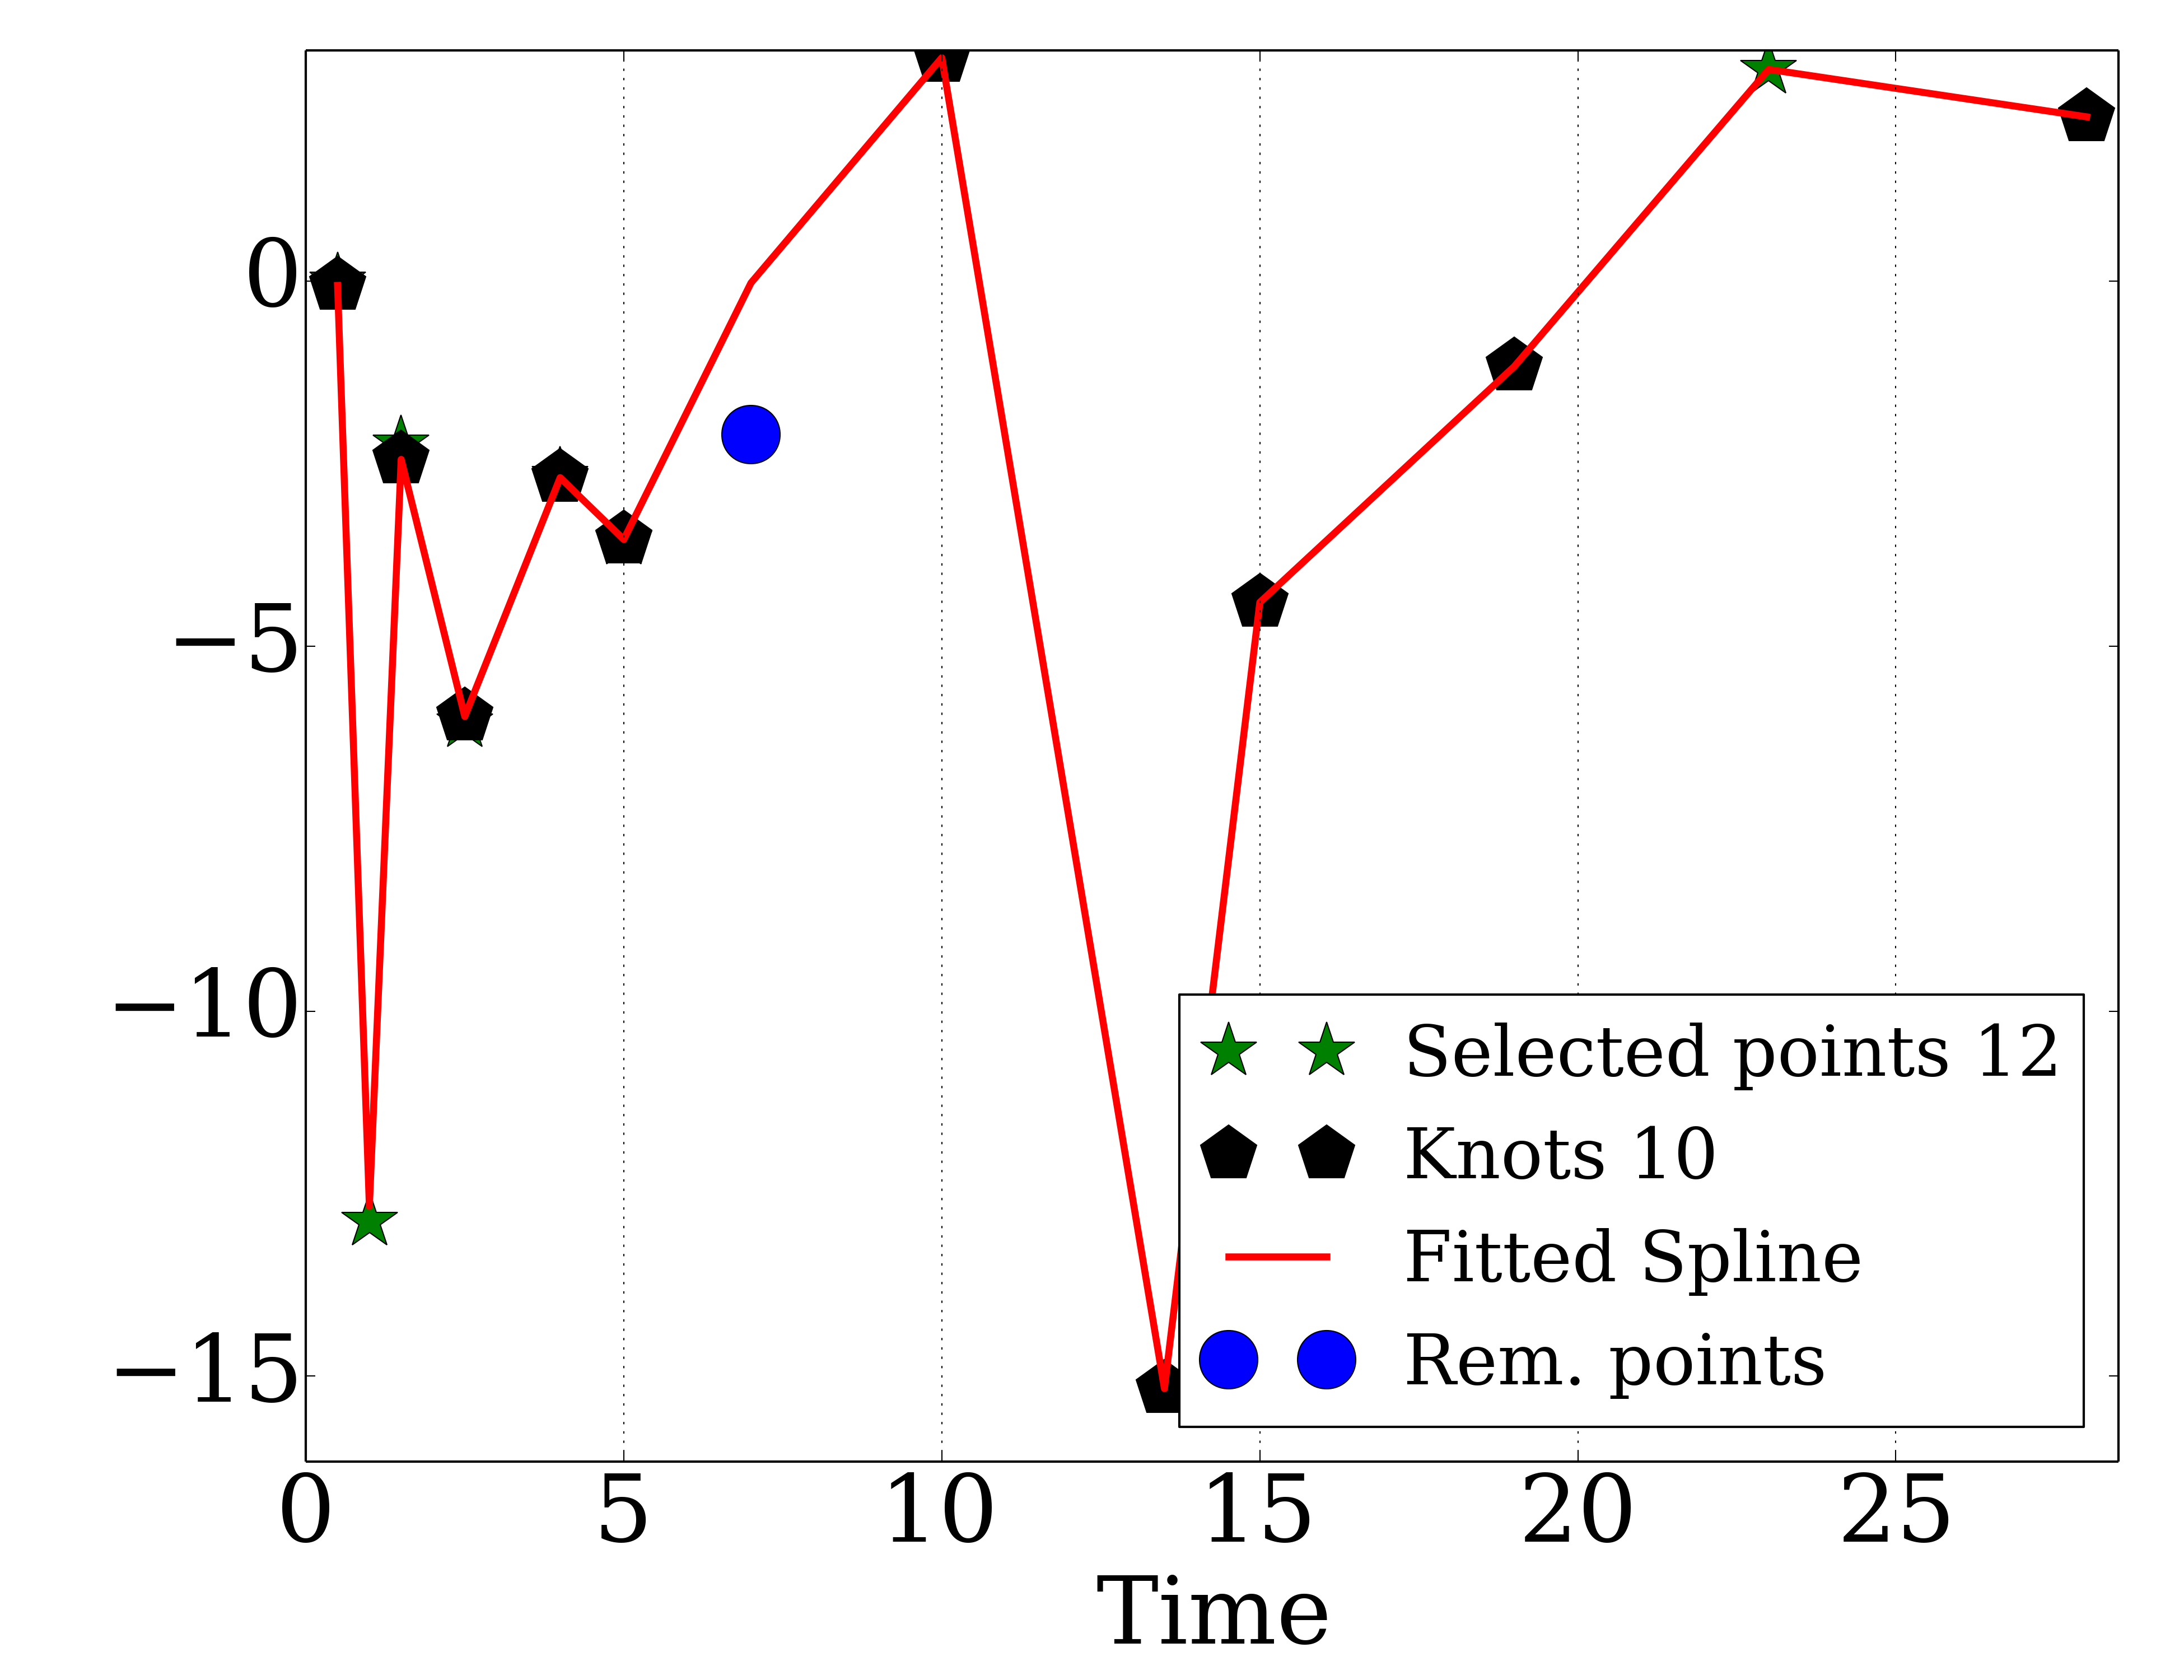 0
−5
−10
−15
Selected points 12
Knots 10
Fitted Spline
Rem. points
0 5 10 15 20 25
Time